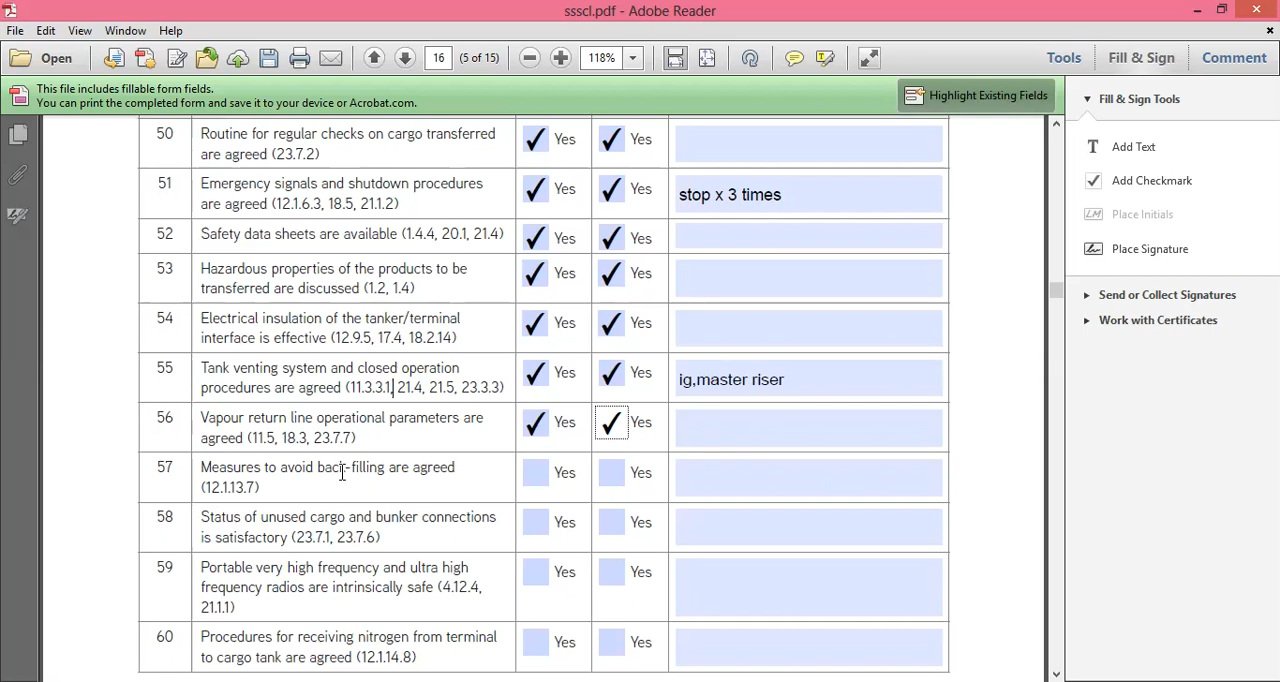 ssscl.pdf - Adobe Reader
File Edit View Window Help
Open 16 (5 of 15) 118% Tools Fill & Sign Comment
This file includes fillable form fields.
You can print the completed form and save it to your device or Acrobat.com.
Highlight Existing Fields
Fill & Sign Tools
T Add Text
Add Checkmark
LM Place Initials
Place Signature
Send or Collect Signatures
Work with Certificates
50 Routine for regular checks on cargo transferred Yes Yes
are agreed (23.7.2)
51 Emergency signals and shutdown procedures Yes Yes stop x 3 times
are agreed (12.1.6.3, 18.5, 21.1.2)
52 Safety data sheets are available (1.4.4, 20.1, 21.4) Yes Yes
53 Hazardous properties of the products to be Yes Yes
transferred are discussed (1.2, 1.4)
54 Electrical insulation of the tanker/terminal Yes Yes
interface is effective (12.9.5, 17.4, 18.2.14)
55 Tank venting system and closed operation Yes Yes ig,master riser
procedures are agreed (11.3.3.1, 21.4, 21.5, 23.3.3)
56 Vapour return line operational parameters are Yes Yes
agreed (11.5, 18.3, 23.7.7)
57 Measures to avoid back-filling are agreed Yes Yes
(12.1.13.7)
58 Status of unused cargo and bunker connections Yes Yes
is satisfactory (23.7.1, 23.7.6)
59 Portable very high frequency and ultra high Yes Yes
frequency radios are intrinsically safe (4.12.4,
21.1.1)
60 Procedures for receiving nitrogen from terminal Yes Yes
to cargo tank are agreed (12.1.14.8)